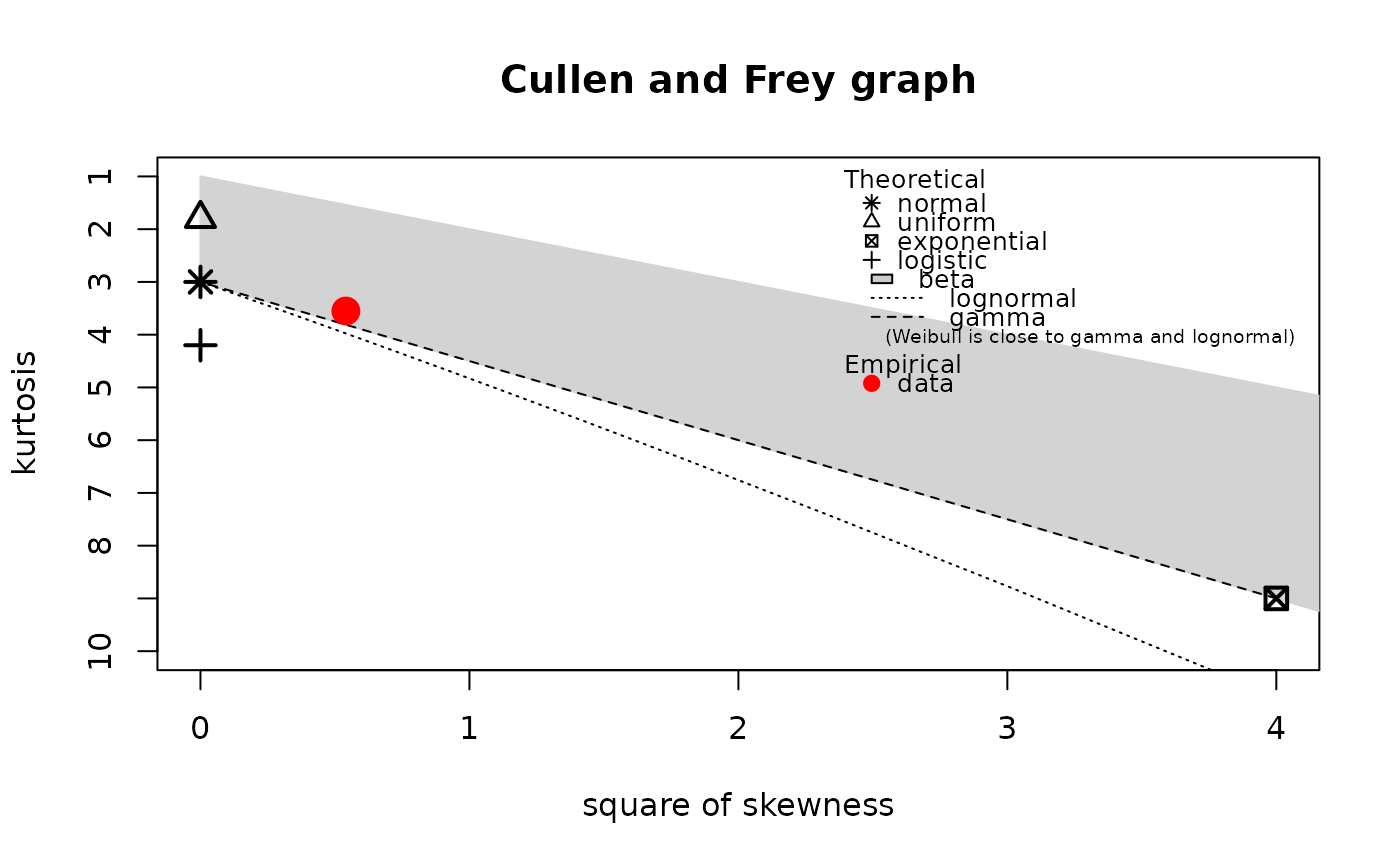 Cullen and Frey graph
kurtosis
1
2
3
4
5
6
7
8
10
Theoretical
normal
uniform
exponential
logistic
beta
lognormal
gamma
(Weibull is close to gamma and lognormal)
Empirical
data
0 1 2 3 4
square of skewness